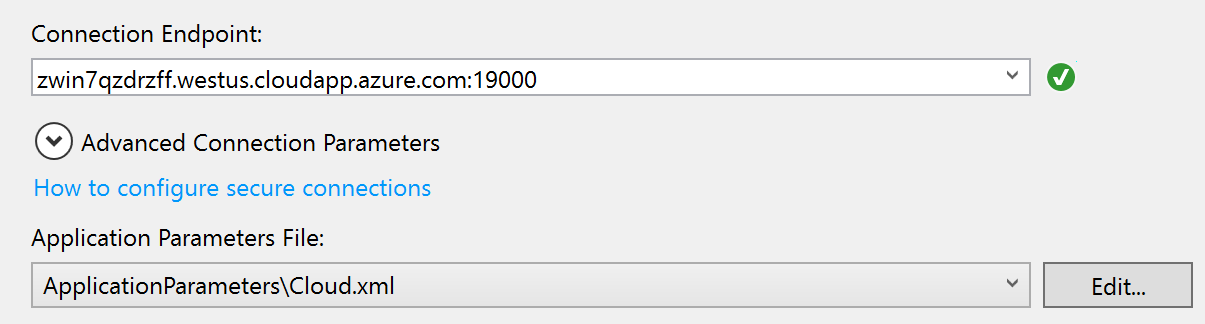 Connection Endpoint:
zwin7qzdrzff.westus.cloudapp.azure.com:19000
Advanced Connection Parameters
How to configure secure connections
Application Parameters File:
ApplicationParameters\Cloud.xml
Edit...